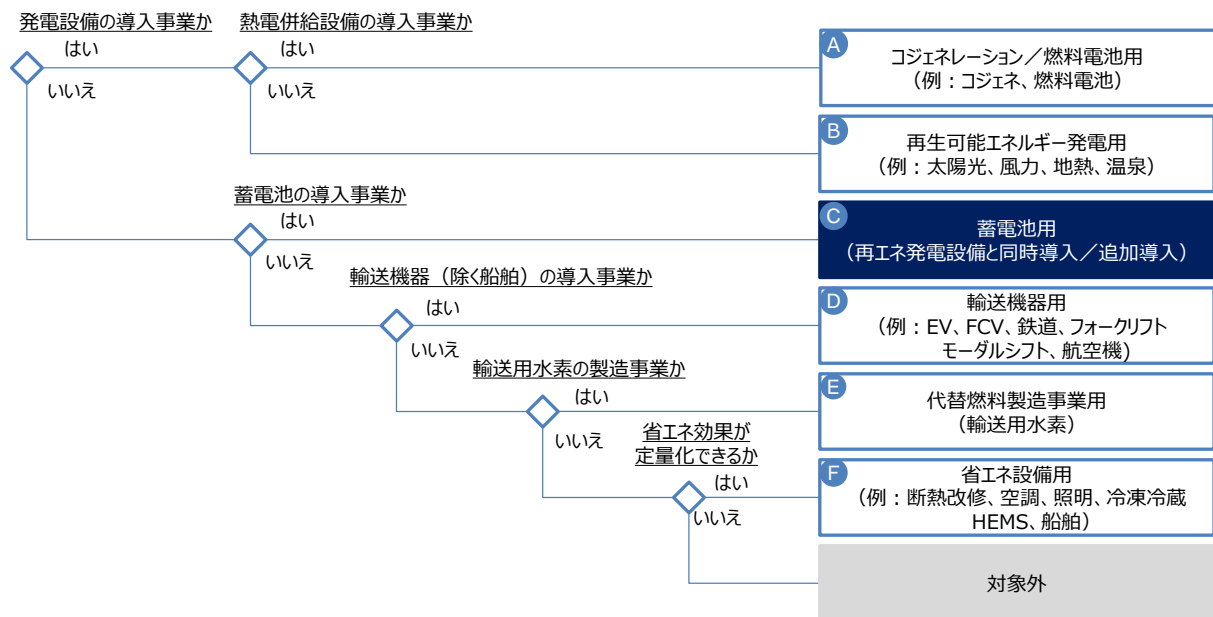 発電設備の導入事業か
はい
いいえ
熱電併給設備の導入事業か
はい
いいえ
A
コジェネレーション／燃料電池用
（例：コジェネ、燃料電池）
B
再生可能エネルギー発電用
（例：太陽光、風力、地熱、温泉）
蓄電池の導入事業か
はい
いいえ
C
蓄電池用
（再エネ発電設備と同時導入／追加導入）
輸送機器（除く船舶）の導入事業か
はい
いいえ
D
輸送機器用
（例：EV、FCV、鉄道、フォークリフト
モーダルシフト、航空機)
輸送用水素の製造事業か
はい
いいえ
E
代替燃料製造事業用
（輸送用水素）
省エネ効果が
定量化できるか
はい
いいえ
F
省エネ設備用
（例：断熱改修、空調、照明、冷凍冷蔵
HEMS、船舶）
対象外